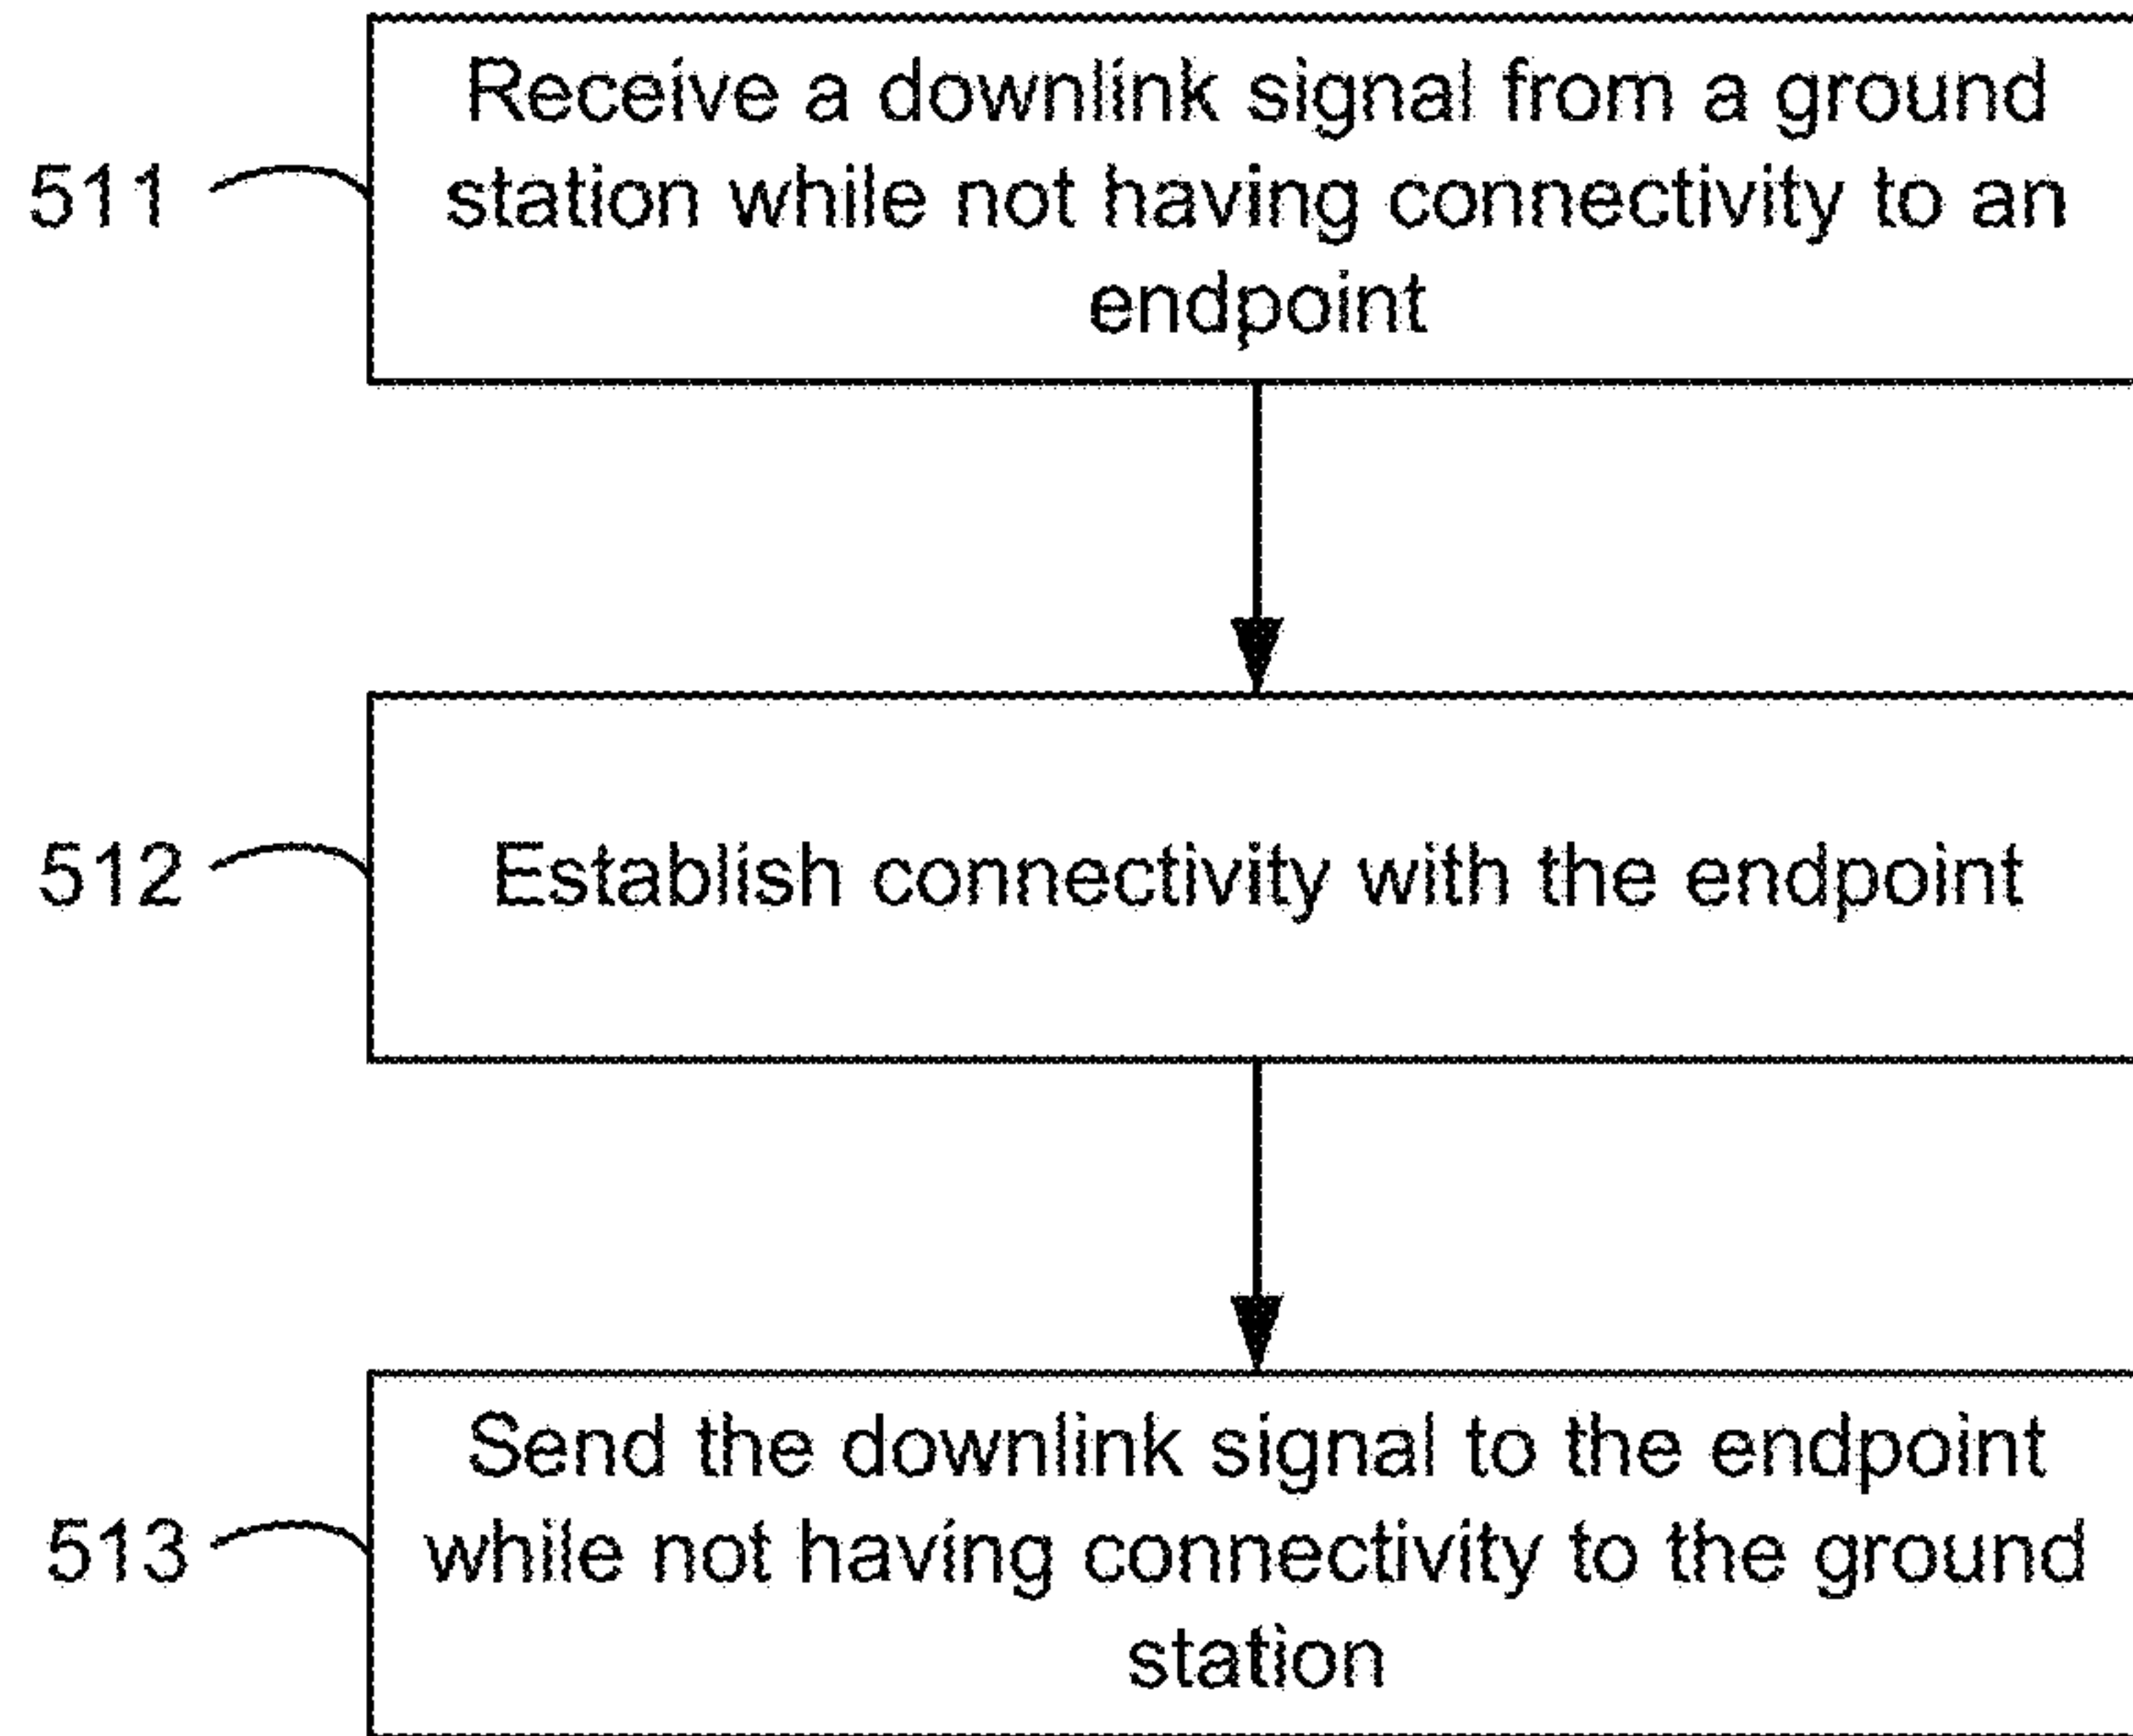 Receive a downlink signal from a ground
511
station while not having connectivity to an
endpoint
512
Establish connectivity with the endpoint
Send the downlink signal to the endpoint
513
while not having connectivity to the ground
station